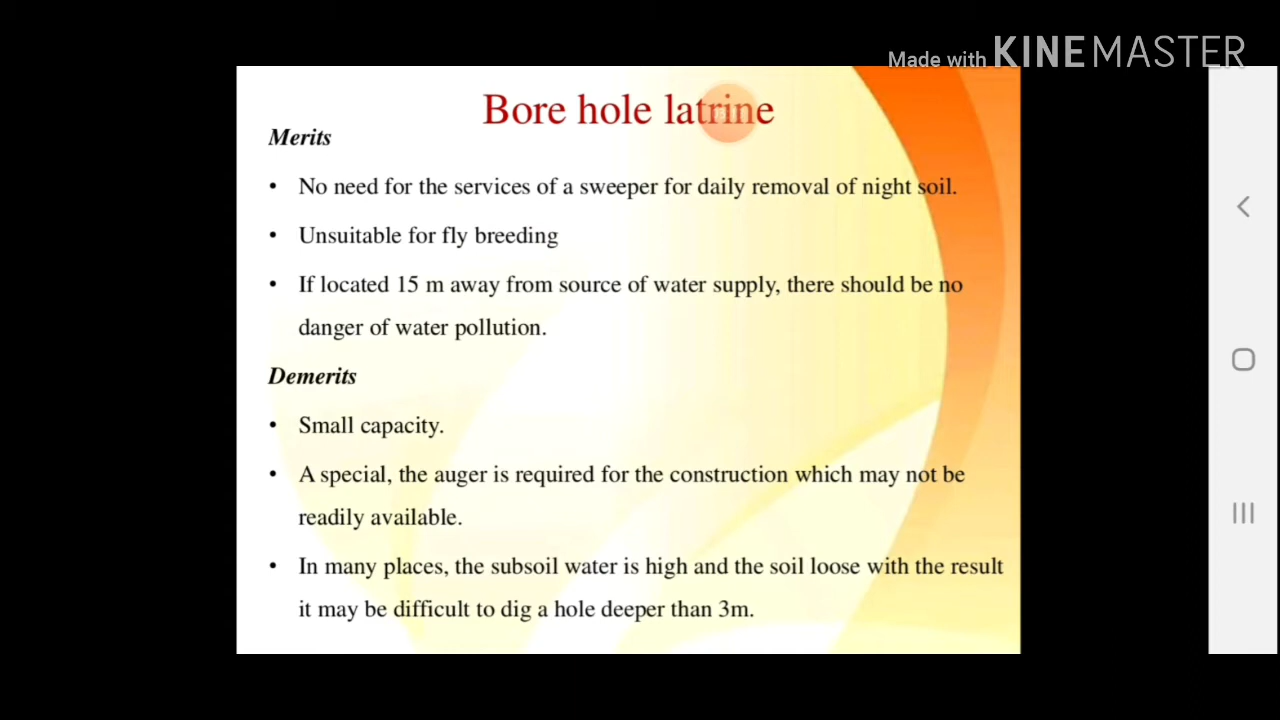 Made with KINEMASTER
Bore hole latrine
Merits
• No need for the services of a sweeper for daily removal of night soil.
• Unsuitable for fly breeding
• If located 15 m away from source of water supply, there should be no
danger of water pollution.
Demerits
• Small capacity.
• A special, the auger is required for the construction which may not be
readily available.
• In many places, the subsoil water is high and the soil loose with the result
it may be difficult to dig a hole deeper than 3m.